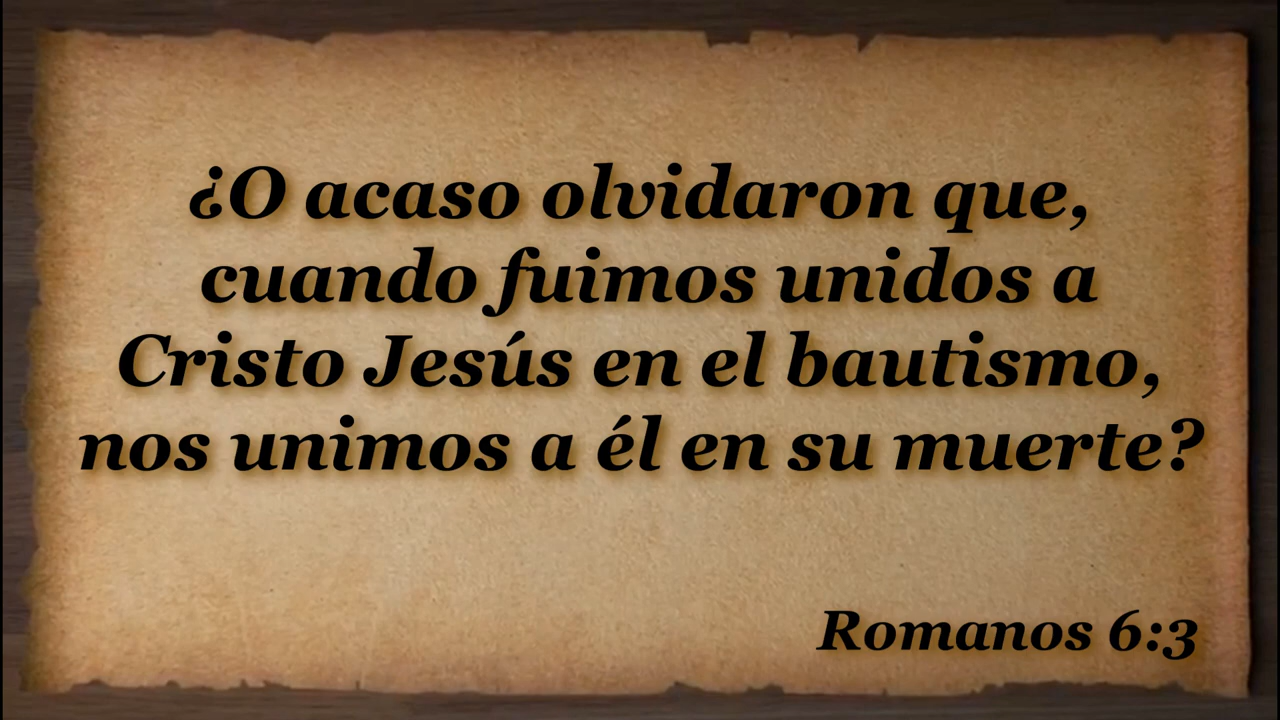 ¿O acaso olvidaron que,
cuando fuimos unidos a
Cristo Jesús en el bautismo,
nos unimos a él en su muerte?
Romanos 6:3